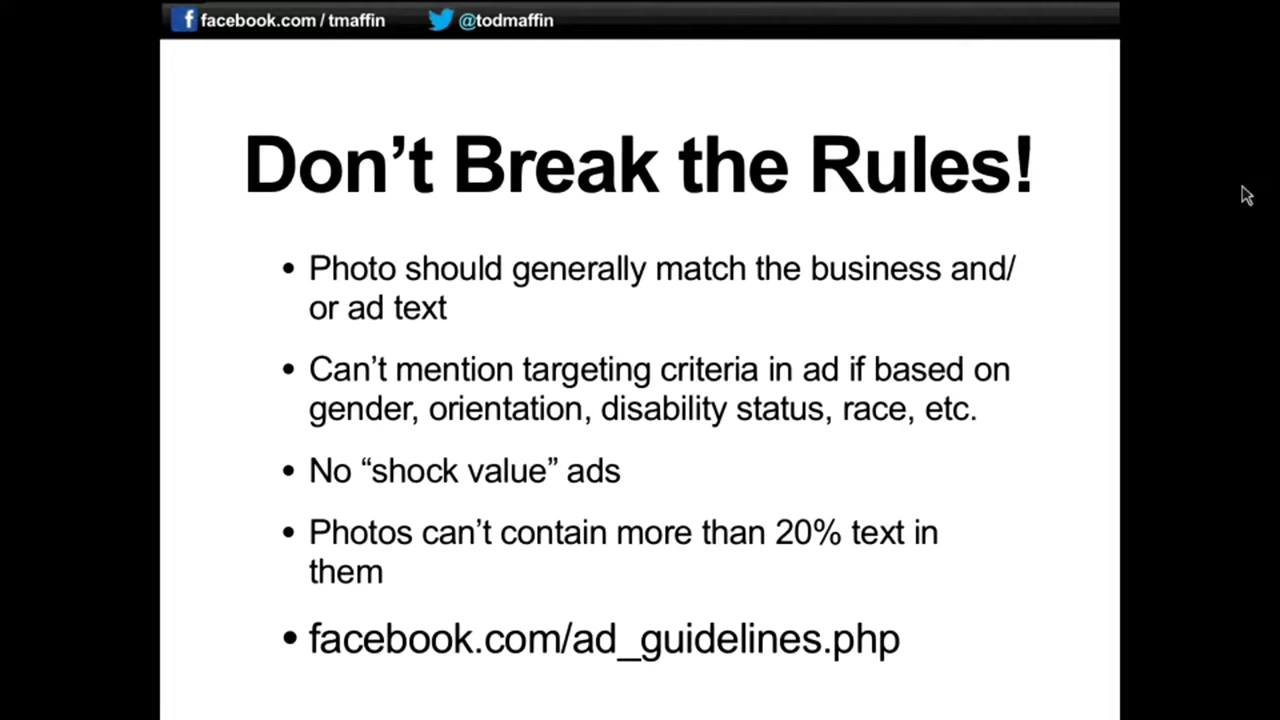 facebook.com / tmaffin @todmaffin
Don’t Break the Rules!
• Photo should generally match the business and/
or ad text
• Can’t mention targeting criteria in ad if based on
gender, orientation, disability status, race, etc.
• No “shock value” ads
• Photos can’t contain more than 20% text in
them
• facebook.com/ad_guidelines.php